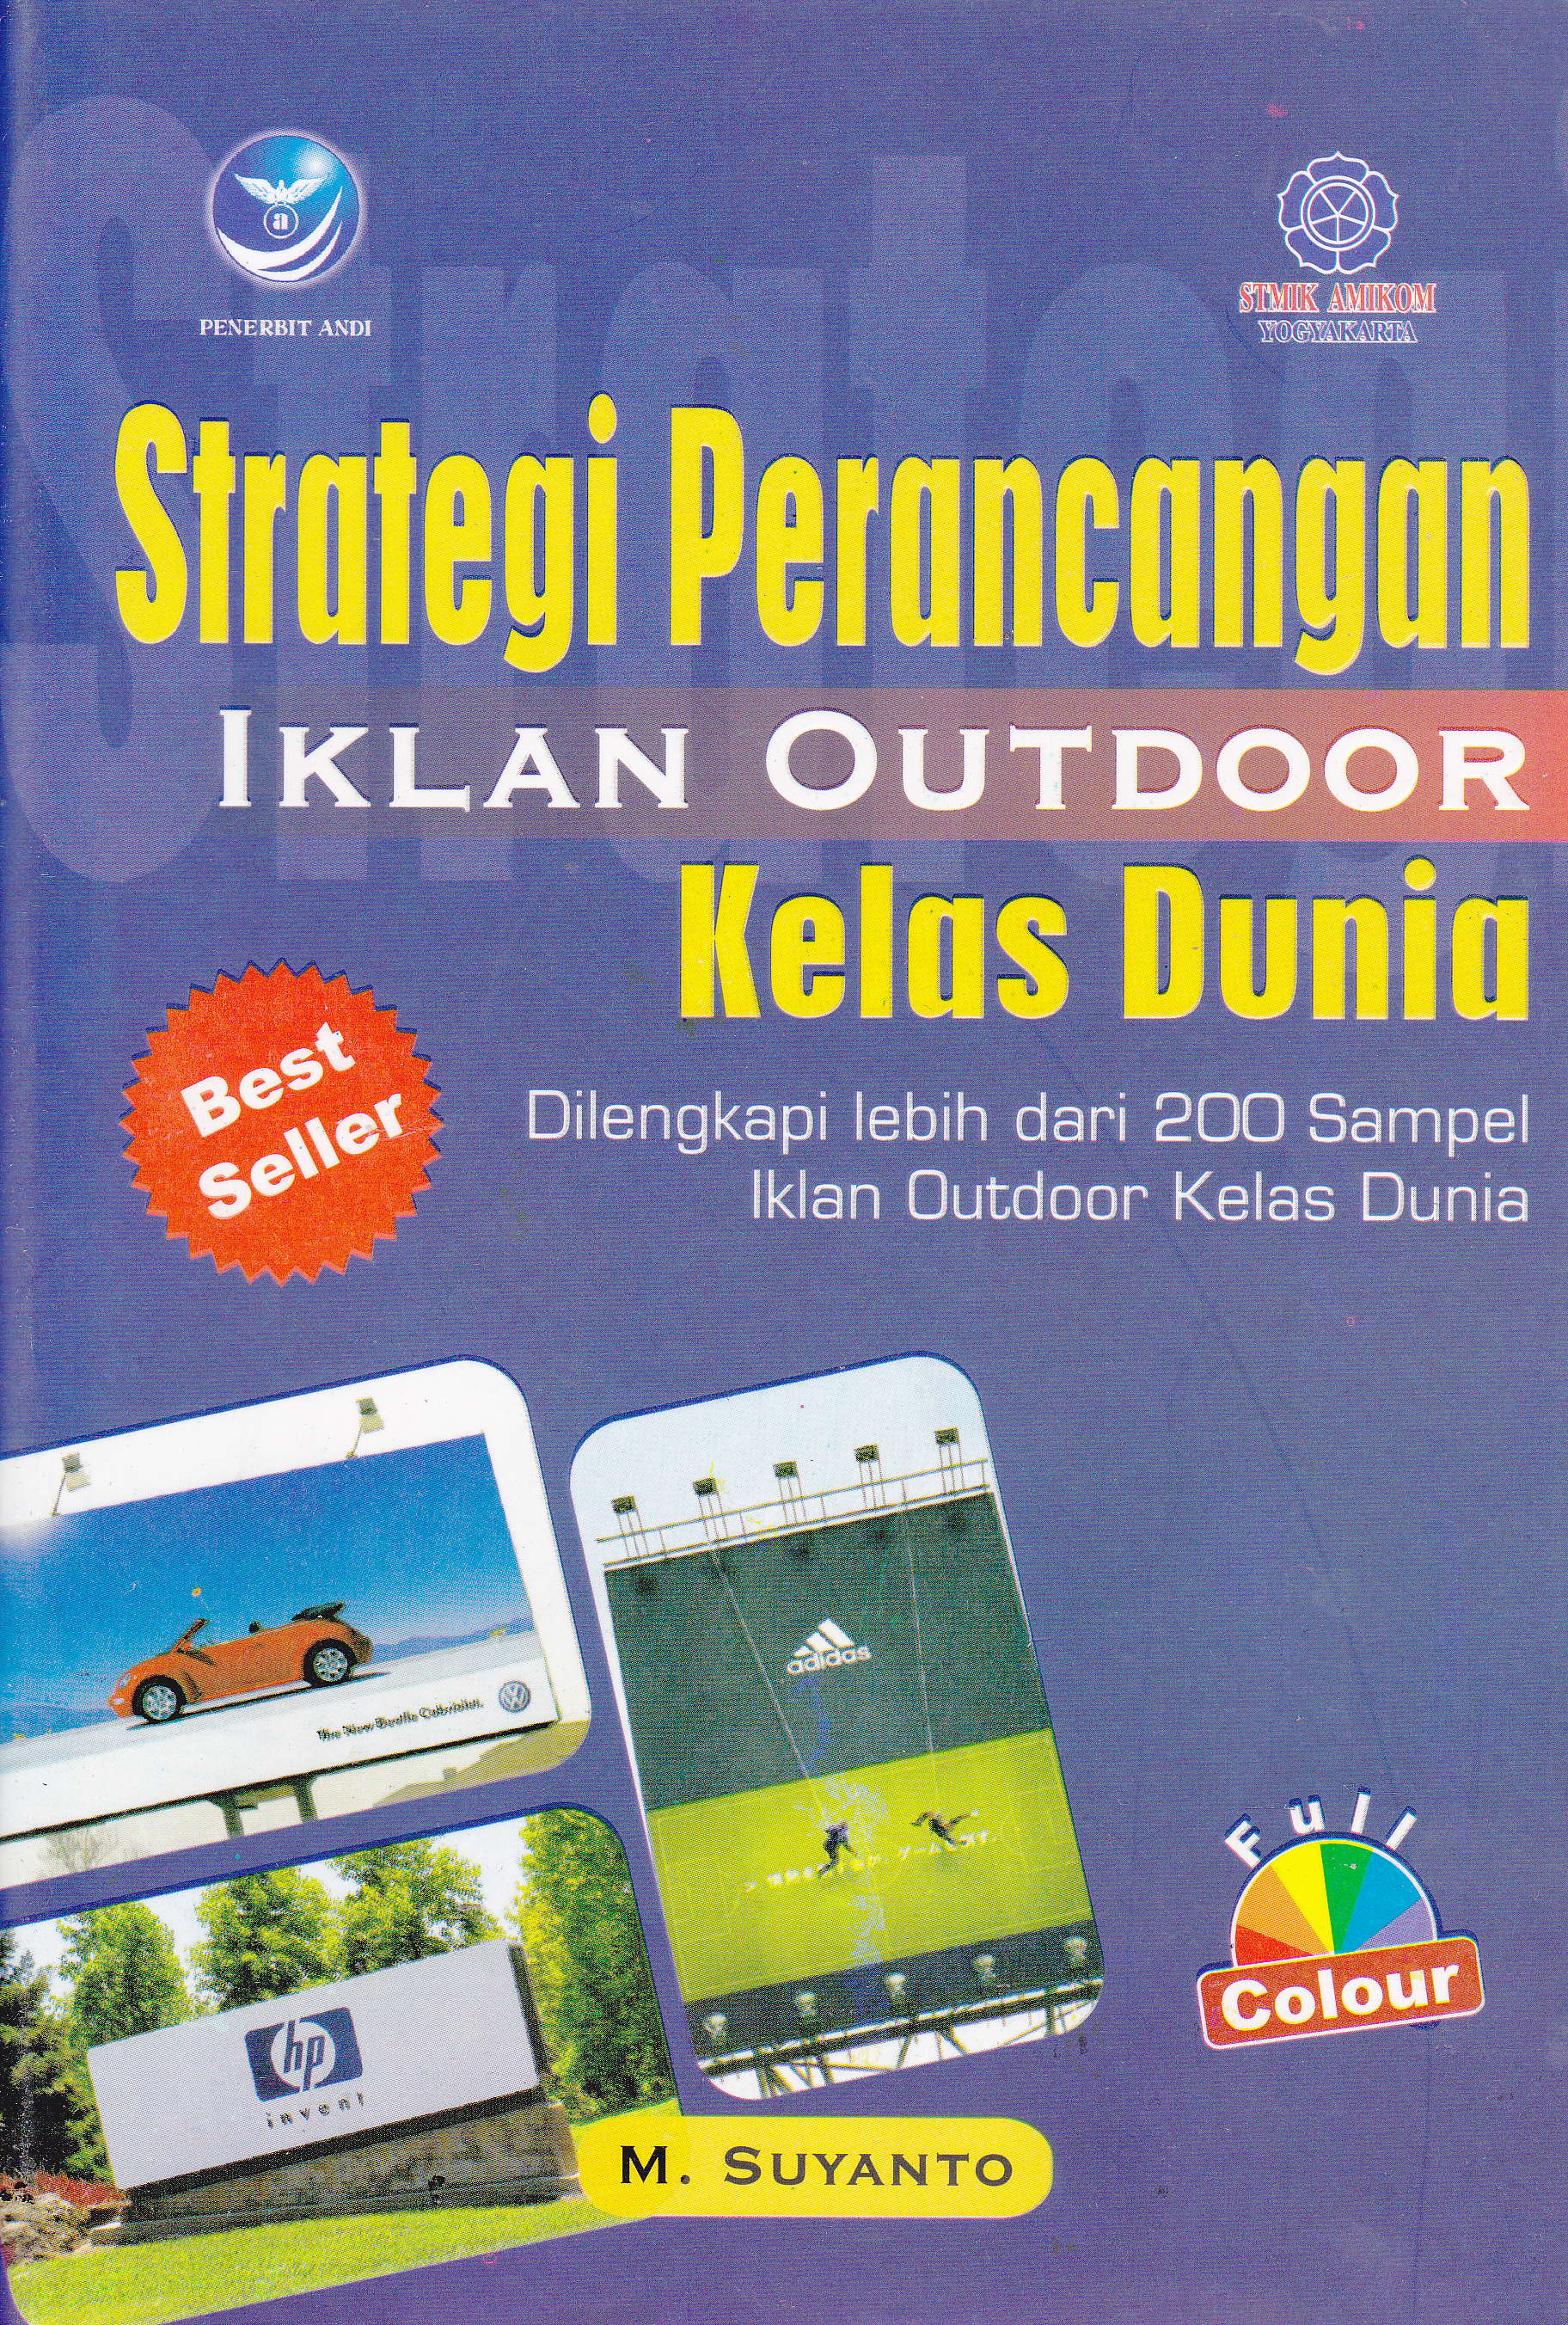 a
PENERBIT ANDI
STMIK AMIKOM
YOGYAKARTA
Strategi Perancangan
IKLAN OUTDOOR
Kelas Dunia
Best
Seller
Dilengkapi lebih dari 200 Sampel
Iklan Outdoor Kelas Dunia
adidas
The New Beetle Cabriolet.
hp
invent
Full
Colour
M. SUYANTO